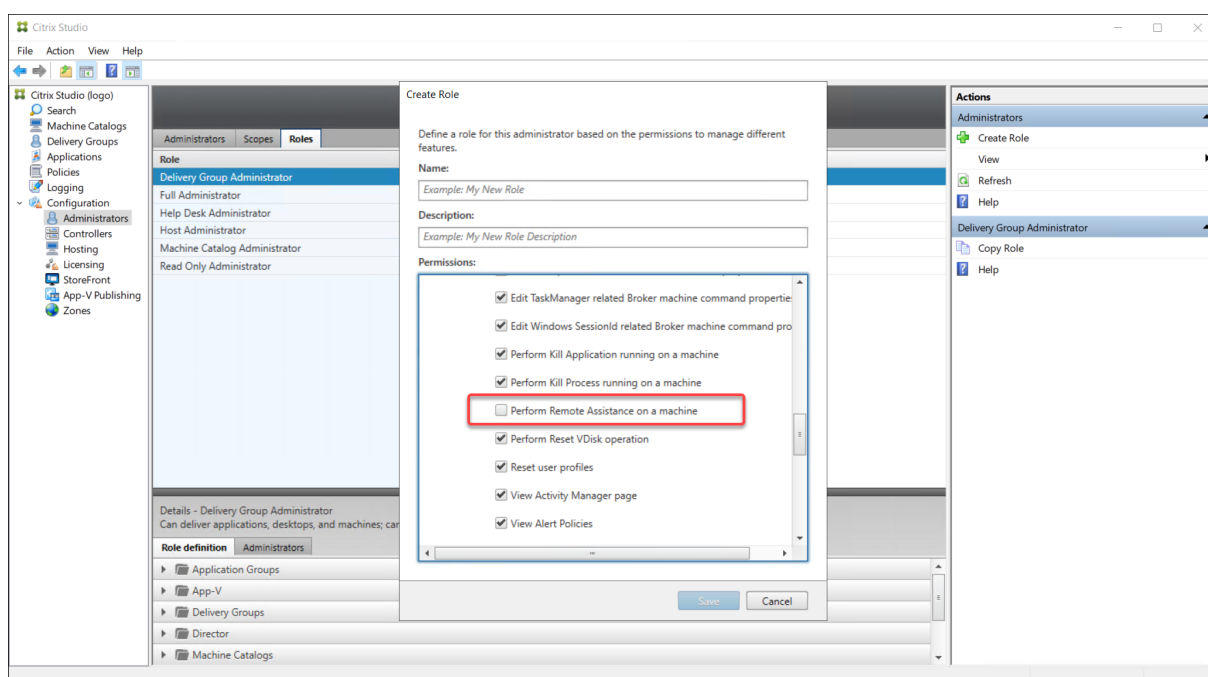 Citrix Studio
File Action View Help
Citrix Studio (logo)
Search
Machine Catalogs
Delivery Groups
Applications
Policies
Logging
Configuration
Administrators
Controllers
Hosting
Licensing
StoreFront
App-V Publishing
Zones
Administrators Scopes Roles
Role
Delivery Group Administrator
Full Administrator
Help Desk Administrator
Host Administrator
Machine Catalog Administrator
Read Only Administrator
Details - Delivery Group Administrator
Can deliver applications, desktops, and machines; car
Role definition Administrators
Application Groups
App-V
Delivery Groups
Director
Machine Catalogs
Create Role
Define a role for this administrator based on the permissions to manage different
features.
Name:
Example: My New Role
Description:
Example: My New Role Description
Permissions:
Edit TaskManager related Broker machine command propertie
Edit Windows SessionId related Broker machine command pro
Perform Kill Application running on a machine
Perform Kill Process running on a machine
Perform Remote Assistance on a machine
Perform Reset VDisk operation
Reset user profiles
View Activity Manager page
View Alert Policies
Save Cancel
Actions
Administrators
Create Role
View
Refresh
Help
Delivery Group Administrator
Copy Role
Help